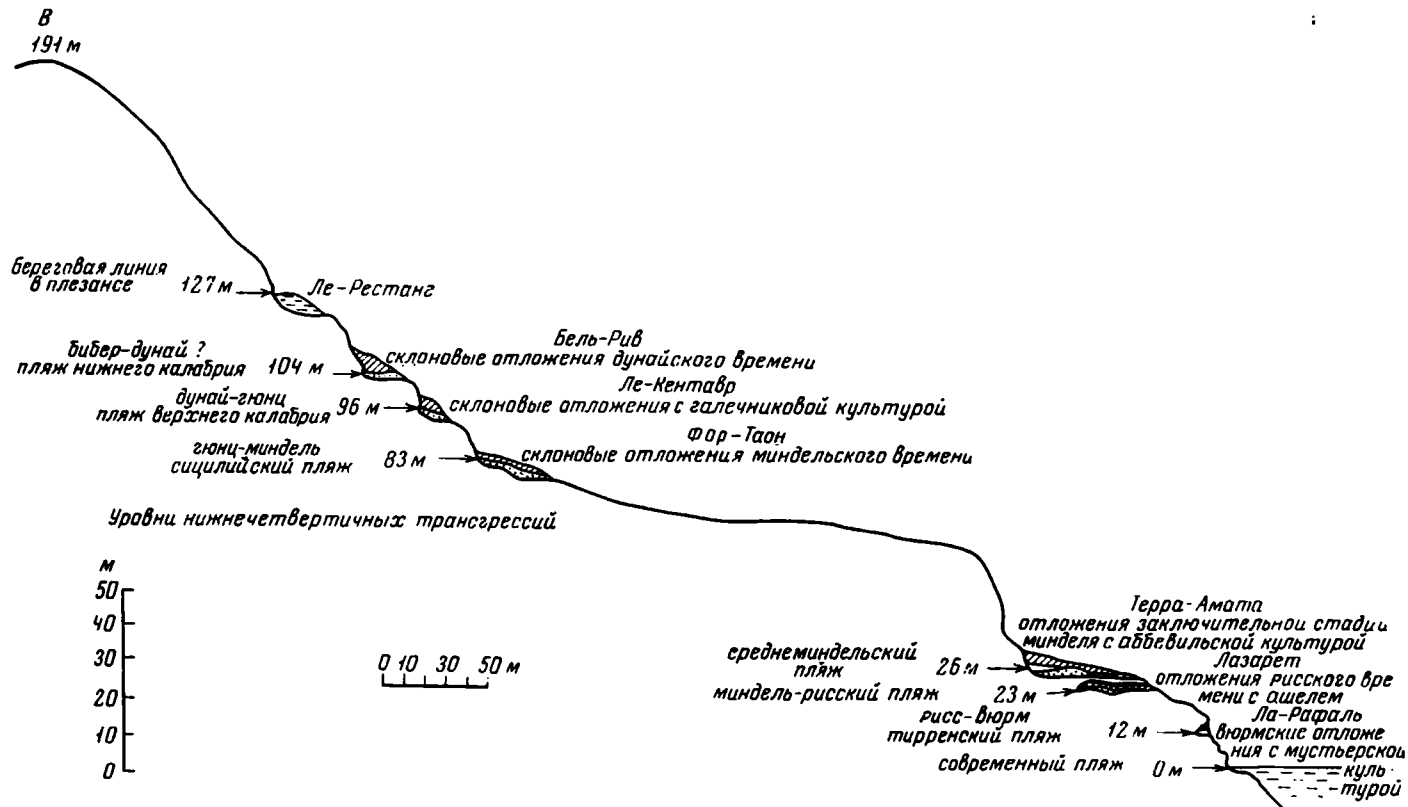 В
191 м
береговая линия
в плезансе
127 м
Ле-Рестанг
бибер-дунай ?
пляж нижнего калабрия
104 м
Бель-Рив
склоновые отложения дунайского времени
дунай-гюнц
пляж верхнего калабрия
96 м
Ле-Кентавр
склоновые отложения с галечниковой культурой
гюнц-миндель
сицилийский пляж
83 м
Фор-Таон
склоновые отложения миндельского времени
Уровни нижнечетвертичных трансгрессий
м
50
40
30
20
10
0
0 10 30 50 м
Терра-Амата
отложения заключительной стадии
минделя с аббевильской культурой
ереднеминдельский
пляж
26 м
Лазарет
отложения рисского вре
мени с ашелем
миндель-рисский пляж
23 м
рисс-вюрм
тирренский пляж
12 м
Ла-Рафаль
вюрмские отложе
ния с мустьерской
куль-
турой
современный пляж
0 м